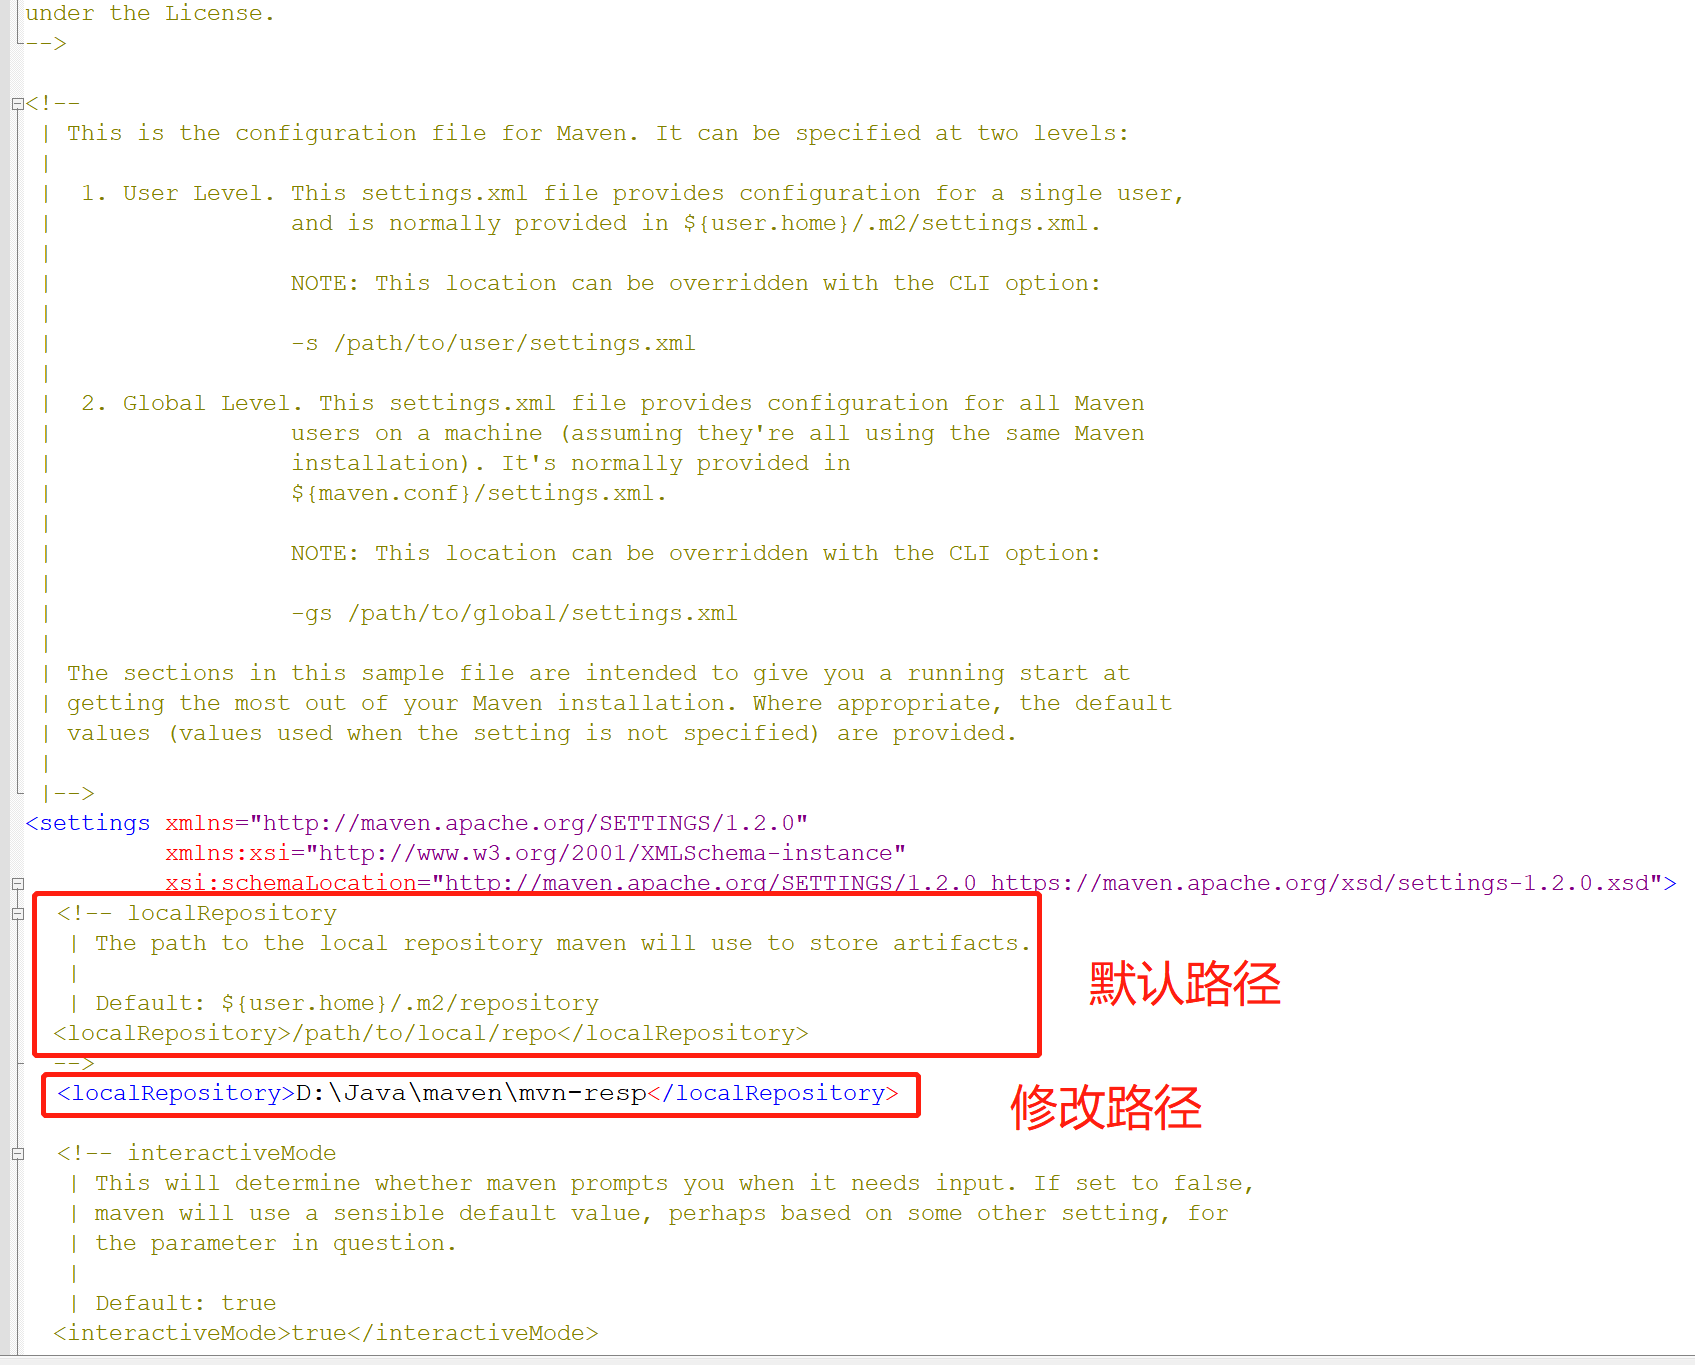 under the License.
-->
<!--
| This is the configuration file for Maven. It can be specified at two levels:
|
| 1. User Level. This settings.xml file provides configuration for a single user,
| and is normally provided in ${user.home}/.m2/settings.xml.
|
| NOTE: This location can be overridden with the CLI option:
|
| -s /path/to/user/settings.xml
|
| 2. Global Level. This settings.xml file provides configuration for all Maven
| users on a machine (assuming they're all using the same Maven
| installation). It's normally provided in
| ${maven.conf}/settings.xml.
|
| NOTE: This location can be overridden with the CLI option:
|
| -gs /path/to/global/settings.xml
|
| The sections in this sample file are intended to give you a running start at
| getting the most out of your Maven installation. Where appropriate, the default
| values (values used when the setting is not specified) are provided.
|
|-->
<settings xmlns="http://maven.apache.org/SETTINGS/1.2.0"
xmlns:xsi="http://www.w3.org/2001/XMLSchema-instance"
xsi:schemaLocation="http://maven.apache.org/SETTINGS/1.2.0 https://maven.apache.org/xsd/settings-1.2.0.xsd">
<!-- localRepository
| The path to the local repository maven will use to store artifacts.
|
默认路径
| Default: ${user.home}/.m2/repository
<localRepository>/path/to/local/repo</localRepository>
-->
<localRepository>D:\Java\maven\mvn-resp</localRepository>
修改路径
<!-- interactiveMode
| This will determine whether maven prompts you when it needs input. If set to false,
| maven will use a sensible default value, perhaps based on some other setting, for
| the parameter in question.
|
| Default: true
<interactiveMode>true</interactiveMode>